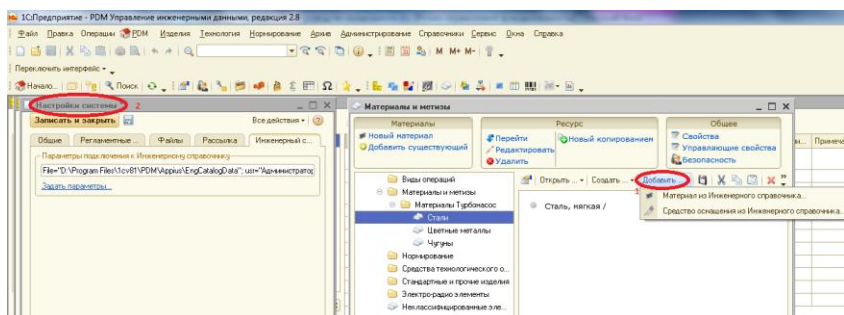 1С:Предприятие - PDM Управление инженерными данными, редакция 2.8
Файл Правка Операции PDM Изделия Технология Нормирование Архив Администрирование Справочники Сервис Окна Справка
M M+ M-
Переключить интерфейс
Начало... Поиск
Настройки системы 2
Материалы и метизы
Записать и закрыть Все действия
Материалы Ресурс Общее
Новый материал Перейти Новый копированием Свойства
Добавить существующий Редактировать Управляющие свойства
Удалить Безопасность
Примеча
Общие Регламентные ... Файлы Рассылка Инженерный с...
Параметры подключения к Инженерному справочнику
File="D:\Program Files\1cv81\PDM\Appius\EngCatalogData"; usr="Администратор
Задать параметры...
Виды операций
Открыть ... Создать ... Добавить...
Материалы и метизы
1 Материал из Инженерного справочника...
Материалы Турбонасос
Средство оснащения из Инженерного справочника...
Стали
Сталь, мягкая /
Цветные металлы
Чугуны
Нормирование
Средства технологического о...
Стандартные и прочие изделия
Электро-радио элементы
Неклассифицированные эле...